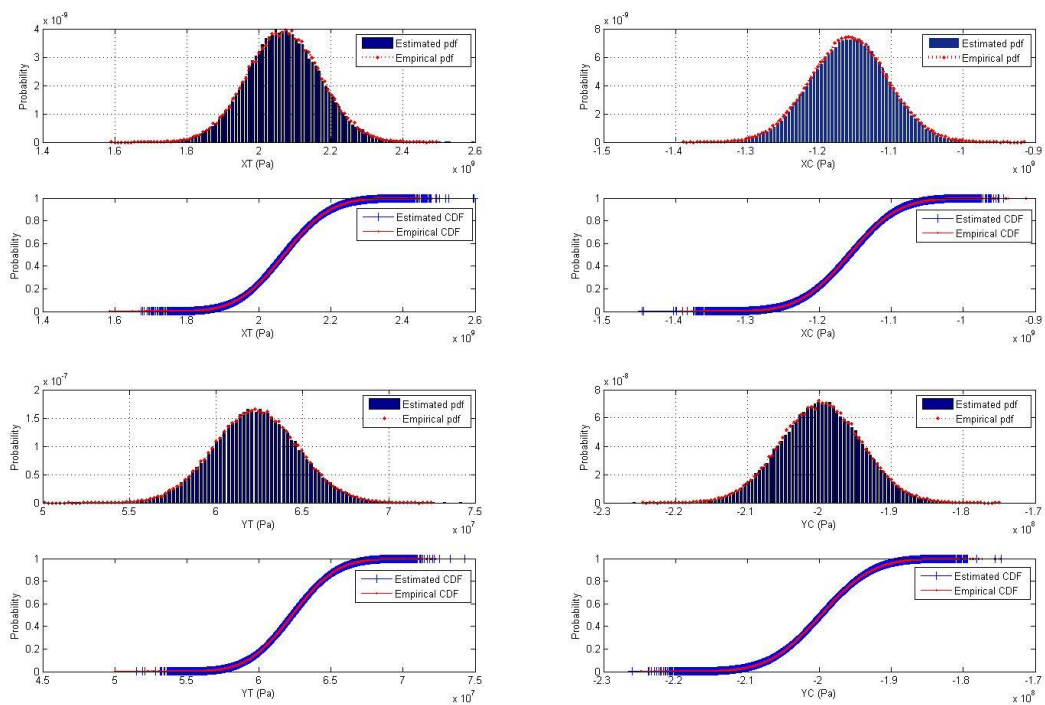 x 10^-9
4
3
2
1
0
Probability
Estimated pdf
Empirical pdf
1.4 1.6 1.8 2 2.2 2.4 2.6
XT (Pa)
x 10^9
x 10^-9
8
6
4
2
0
Probability
Estimated pdf
Empirical pdf
-1.5 -1.4 -1.3 -1.2 -1.1 -1 -0.9
XC (Pa)
x 10^9
1
0.8
0.6
0.4
0.2
0
Probability
Estimated CDF
Empirical CDF
1.4 1.6 1.8 2 2.2 2.4 2.6
XT (Pa)
x 10^9
1
0.8
0.6
0.4
0.2
0
Probability
Estimated CDF
Empirical CDF
-1.5 -1.4 -1.3 -1.2 -1.1 -1 -0.9
XC (Pa)
x 10^9
x 10^-7
2
1.5
1
0.5
0
Probability
Estimated pdf
Empirical pdf
5 5.5 6 6.5 7 7.5
YT (Pa)
x 10^7
x 10^-8
8
6
4
2
0
Probability
Estimated pdf
Empirical pdf
-2.3 -2.2 -2.1 -2 -1.9 -1.8 -1.7
YC (Pa)
x 10^8
1
0.8
0.6
0.4
0.2
0
Probability
Estimated CDF
Empirical CDF
4.5 5 5.5 6 6.5 7 7.5
YT (Pa)
x 10^7
1
0.8
0.6
0.4
0.2
0
Probability
Estimated CDF
Empirical CDF
-2.3 -2.2 -2.1 -2 -1.9 -1.8 -1.7
YC (Pa)
x 10^8